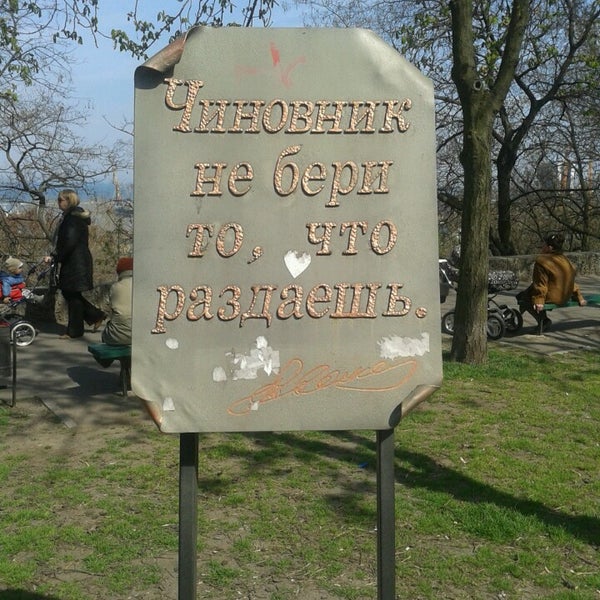 Чиновник
не бери
то, что
раздаешь.